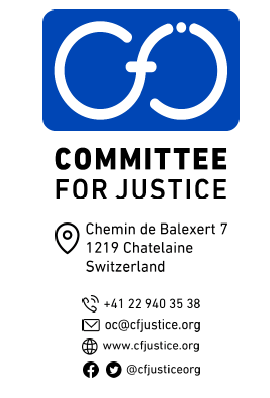 cfj
COMMITTEE
FOR JUSTICE
Chemin de Balexert 7
1219 Chatelaine
Switzerland
+41 22 940 35 38
oc@cfjustice.org
www.cfjustice.org
@cfjusticeorg